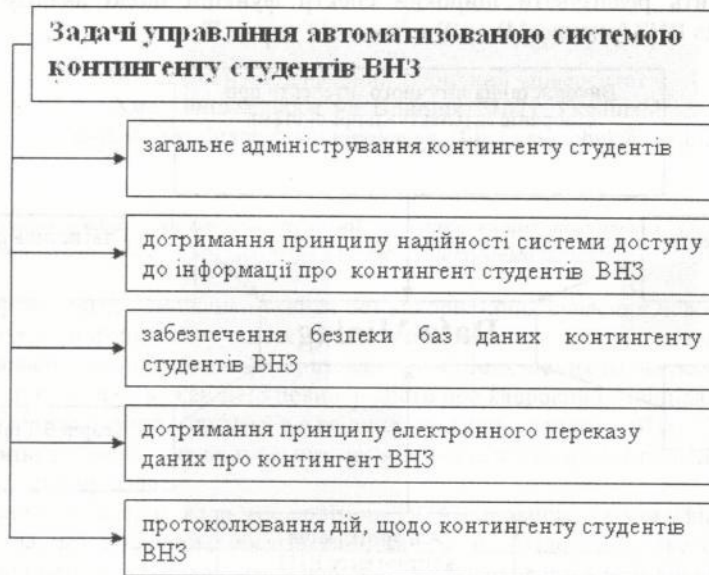 Задачі управління автоматізованою системою
контингенту студентів ВНЗ
загальне адміністрування контингенту студентів
дотримання принципу надійності системи доступу
до інформації про контингент студентів ВНЗ
забезпечення безпеки баз даних контингенту
студентів ВНЗ
дотримання принципу електронного переказу
даних про контингент ВНЗ
протоколювання дій, щодо контингенту студентів
ВНЗ